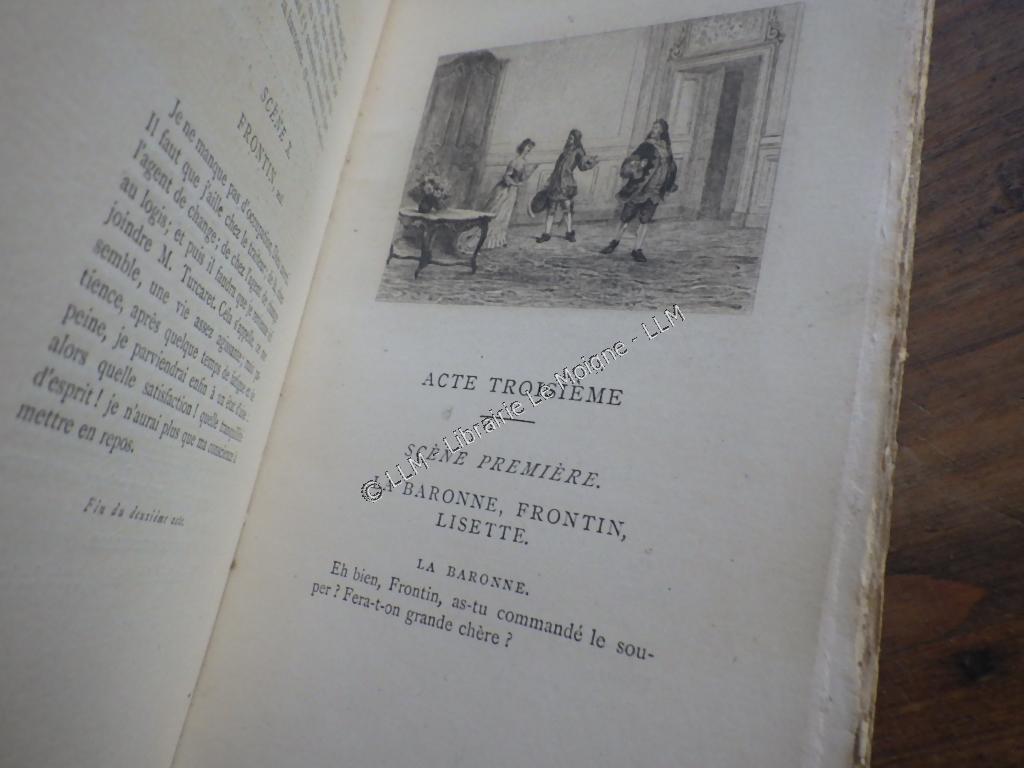 SCÈNE X
FRONTIN, seul
Je ne manque pas d'occupation, Dieu merci!
Il faut que j'aille chez le traiteur; de là, chez
l'agent de change; de chez l'agent de change,
au logis; et puis il faudra que je revienne ici
joindre M. Turcaret. Cela s'appelle, ce me
semble, une vie assez agissante; mais pa-
tience, après quelque temps de fatigue et de
peine, je parviendrai enfin à un état d'aise:
alors quelle satisfaction! quelle tranquillité
d'esprit! je n'aurai plus que ma conscience à
mettre en repos.
Fin du deuxième acte.
ACTE TROISIÈME
SCÈNE PREMIÈRE.
BARONNE, FRONTIN,
LISETTE.
LA BARONNE.
Eh bien, Frontin, as-tu commandé le sou-
per? Fera-t-on grande chère?
© LLM - Librairie Le Moigne - LLM